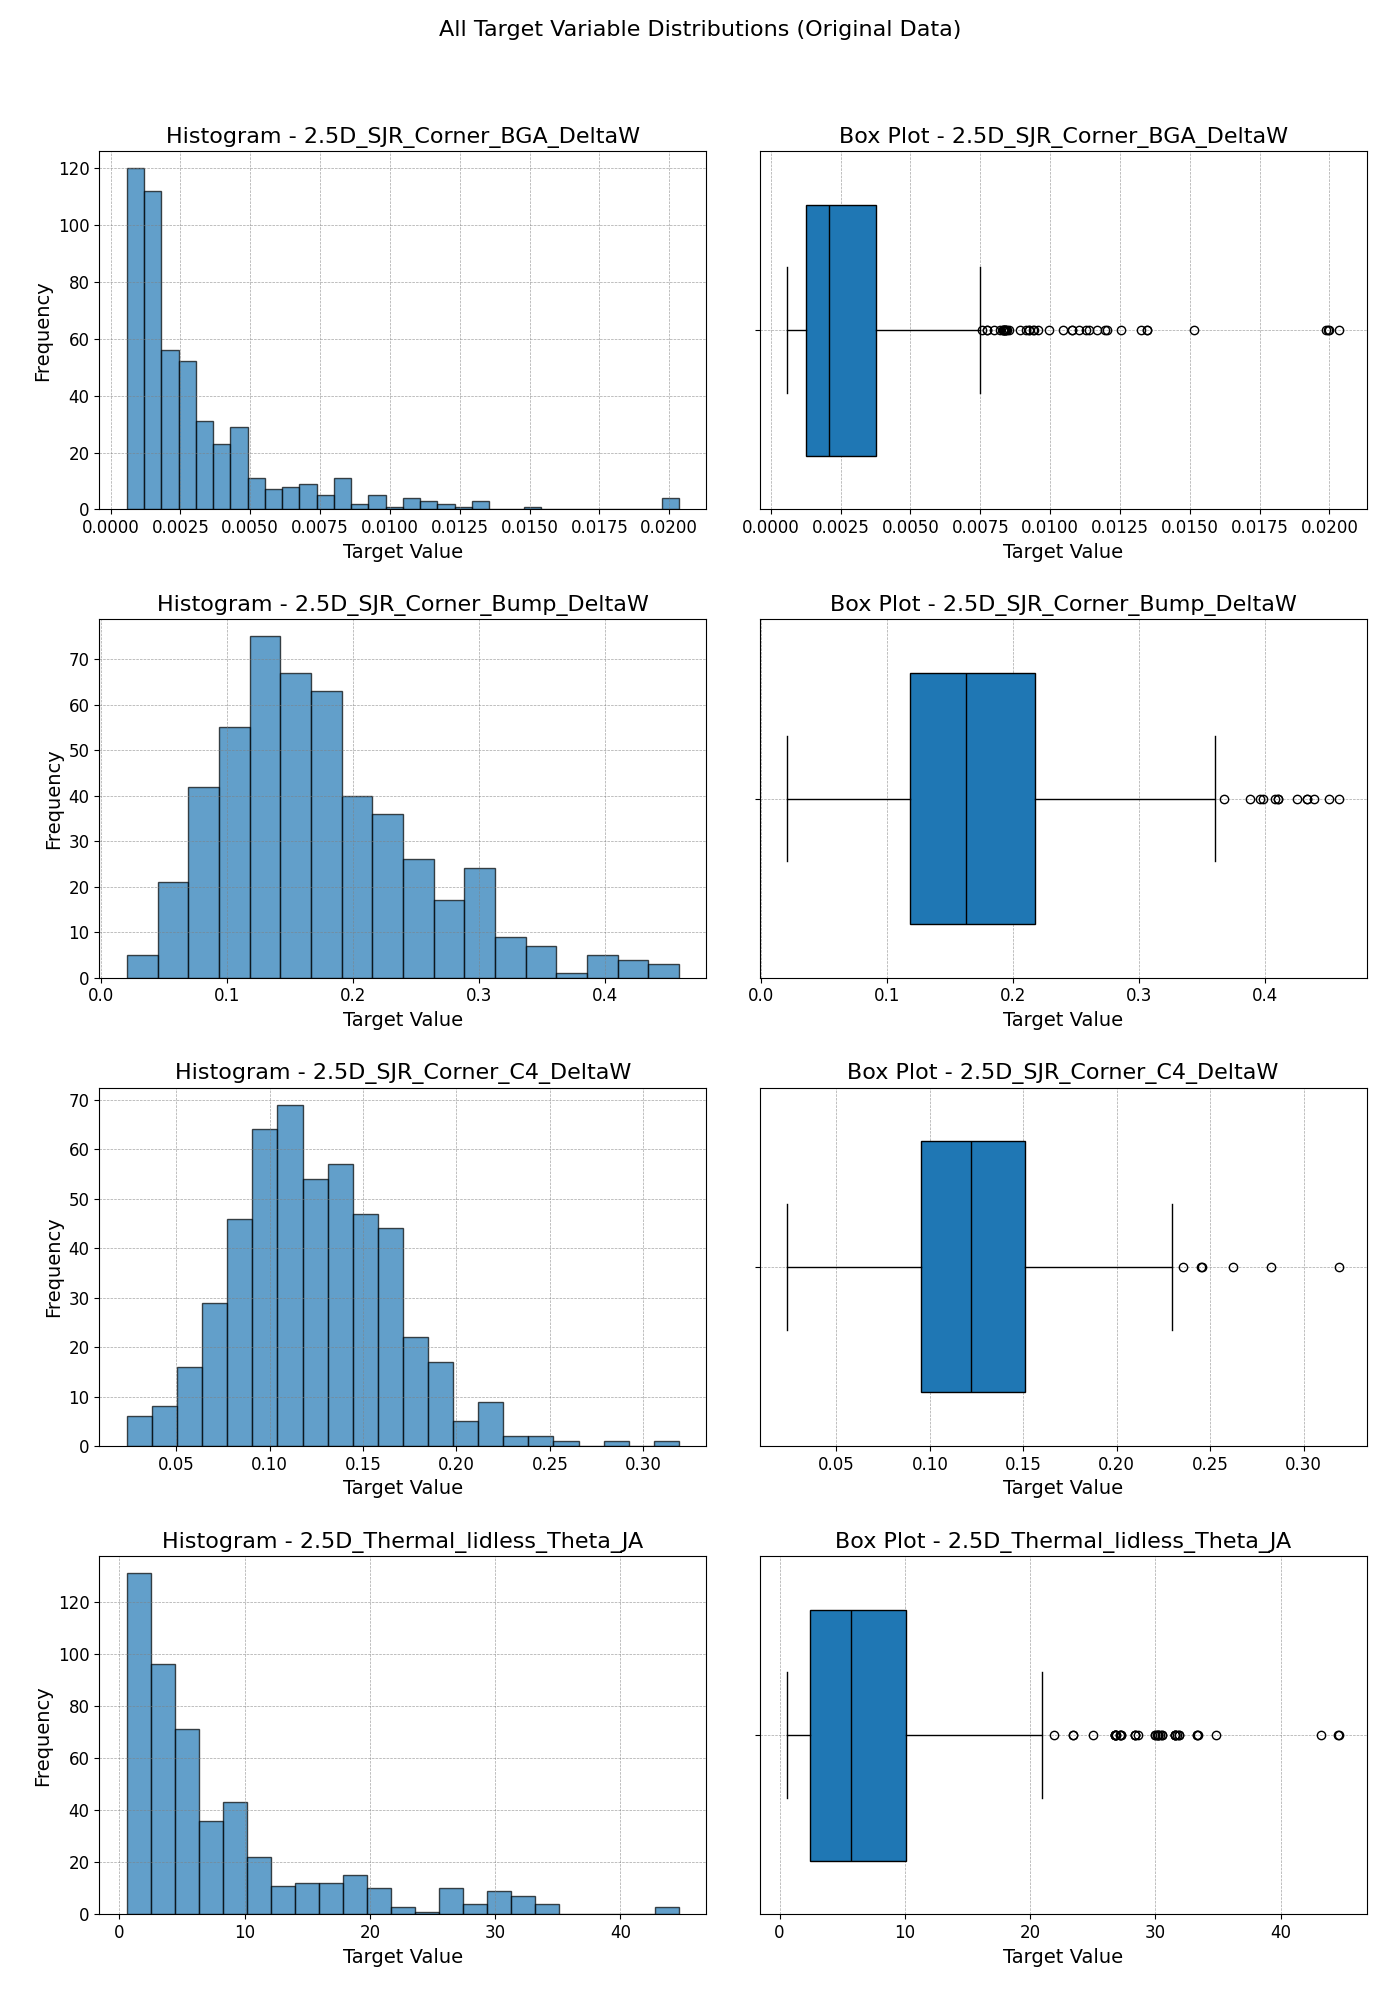 All Target Variable Distributions (Original Data)
Histogram - 2.5D_SJR_Corner_BGA_DeltaW
Frequency
120
100
80
60
40
20
0
0.0000 0.0025 0.0050 0.0075 0.0100 0.0125 0.0150 0.0175 0.0200
Target Value
Box Plot - 2.5D_SJR_Corner_BGA_DeltaW
0.0000 0.0025 0.0050 0.0075 0.0100 0.0125 0.0150 0.0175 0.0200
Target Value
Histogram - 2.5D_SJR_Corner_Bump_DeltaW
Frequency
70
60
50
40
30
20
10
0
0.0 0.1 0.2 0.3 0.4
Target Value
Box Plot - 2.5D_SJR_Corner_Bump_DeltaW
0.0 0.1 0.2 0.3 0.4
Target Value
Histogram - 2.5D_SJR_Corner_C4_DeltaW
Frequency
70
60
50
40
30
20
10
0
0.05 0.10 0.15 0.20 0.25 0.30
Target Value
Box Plot - 2.5D_SJR_Corner_C4_DeltaW
0.05 0.10 0.15 0.20 0.25 0.30
Target Value
Histogram - 2.5D_Thermal_lidless_Theta_JA
Frequency
120
100
80
60
40
20
0
0 10 20 30 40
Target Value
Box Plot - 2.5D_Thermal_lidless_Theta_JA
0 10 20 30 40
Target Value